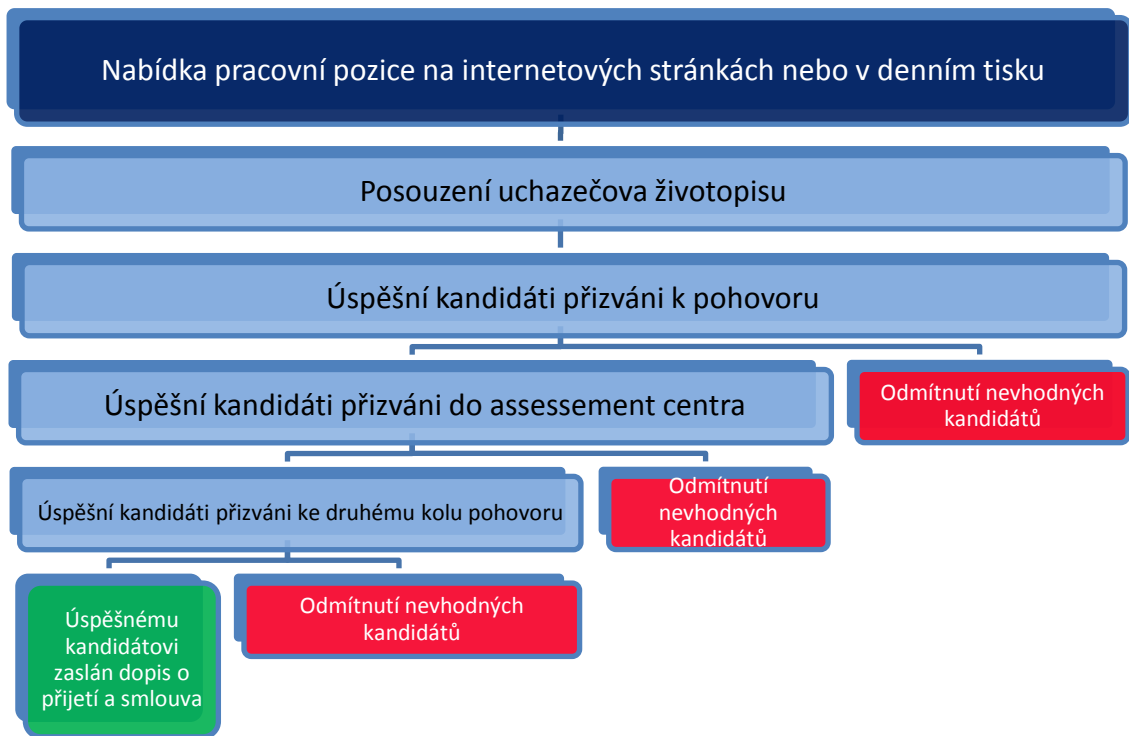 Nabídka pracovní pozice na internetových stránkách nebo v denním tisku
Posouzení uchazečova životopisu
Úspěšní kandidáti přizváni k pohovoru
Úspěšní kandidáti přizváni do assessement centra
Odmítnutí nevhodných
kandidátů
Úspěšní kandidáti přizváni ke druhému kolu pohovoru
Odmítnutí
nevhodných
kandidátů
Úspěšnému
kandidátovi
zaslán dopis o
přijetí a smlouva
Odmítnutí nevhodných
kandidátů